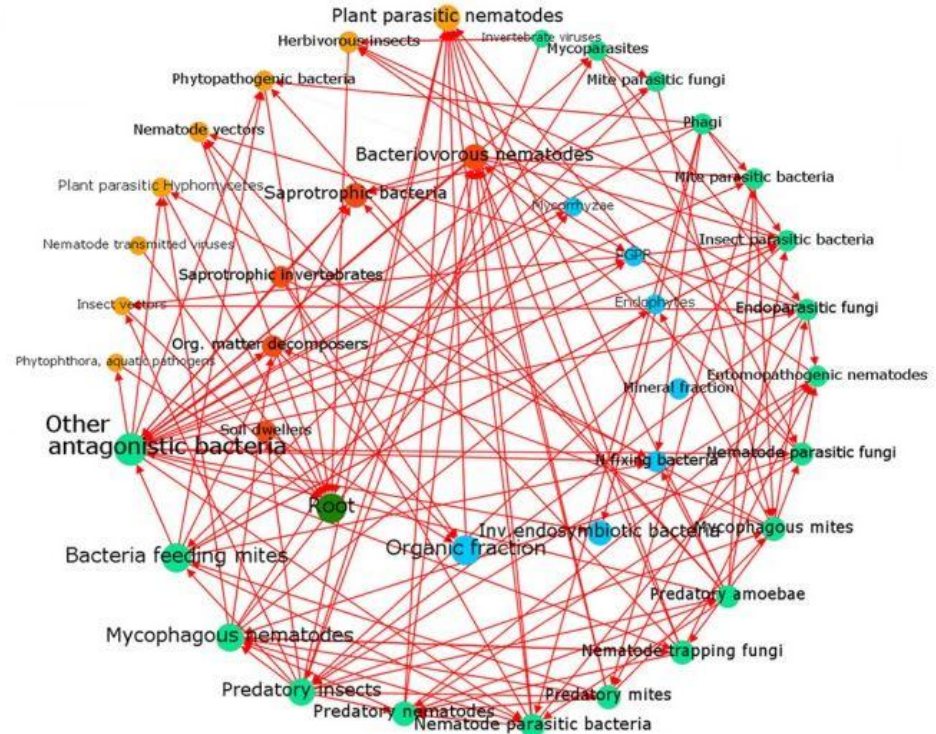 Plant parasitic nematodes
Herbivorous insects
Invertebrate viruses
Mycoparasites
Phytopathogenic bacteria
Mite parasitic fungi
Nematode vectors
Phagi
Bacteriovorous nematodes
Plant parasitic Hyphomycetes
Saprotrophic bacteria
Mite parasitic bacteria
Mycorrhyzae
Nematode transmitted viruses
Insect parasitic bacteria
PGPP
Saprotrophic invertebrates
Insect vectors
Endophytes
Endoparasitic fungi
Org. matter decomposers
Phytophthora, aquatic pathogens
Entomopathogenic nematodes
Mineral fraction
Other
antagonistic bacteria
Soil dwellers
N fixing bacteria
Nematode parasitic fungi
Root
Inv.endosymbiotic bacteria
Mycophagous mites
Organic fraction
Bacteria feeding mites
Predatory amoebae
Mycophagous nematodes
Nematode trapping fungi
Predatory insects
Predatory mites
Predatory nematodes
Nematode parasitic bacteria